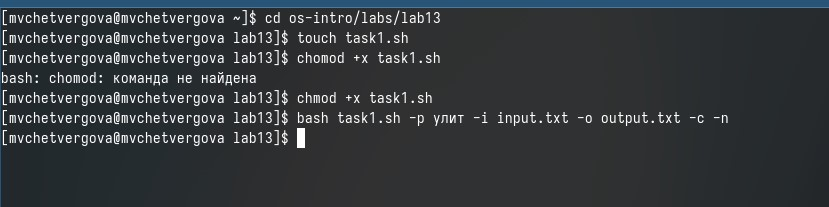 [mvchetvergova@mvchetvergova ~]$ cd os-intro/labs/lab13
[mvchetvergova@mvchetvergova lab13]$ touch task1.sh
[mvchetvergova@mvchetvergova lab13]$ chomod +x task1.sh
bash: chomod: команда не найдена
[mvchetvergova@mvchetvergova lab13]$ chmod +x task1.sh
[mvchetvergova@mvchetvergova lab13]$ bash task1.sh -p улит -i input.txt -o output.txt -c -n
[mvchetvergova@mvchetvergova lab13]$